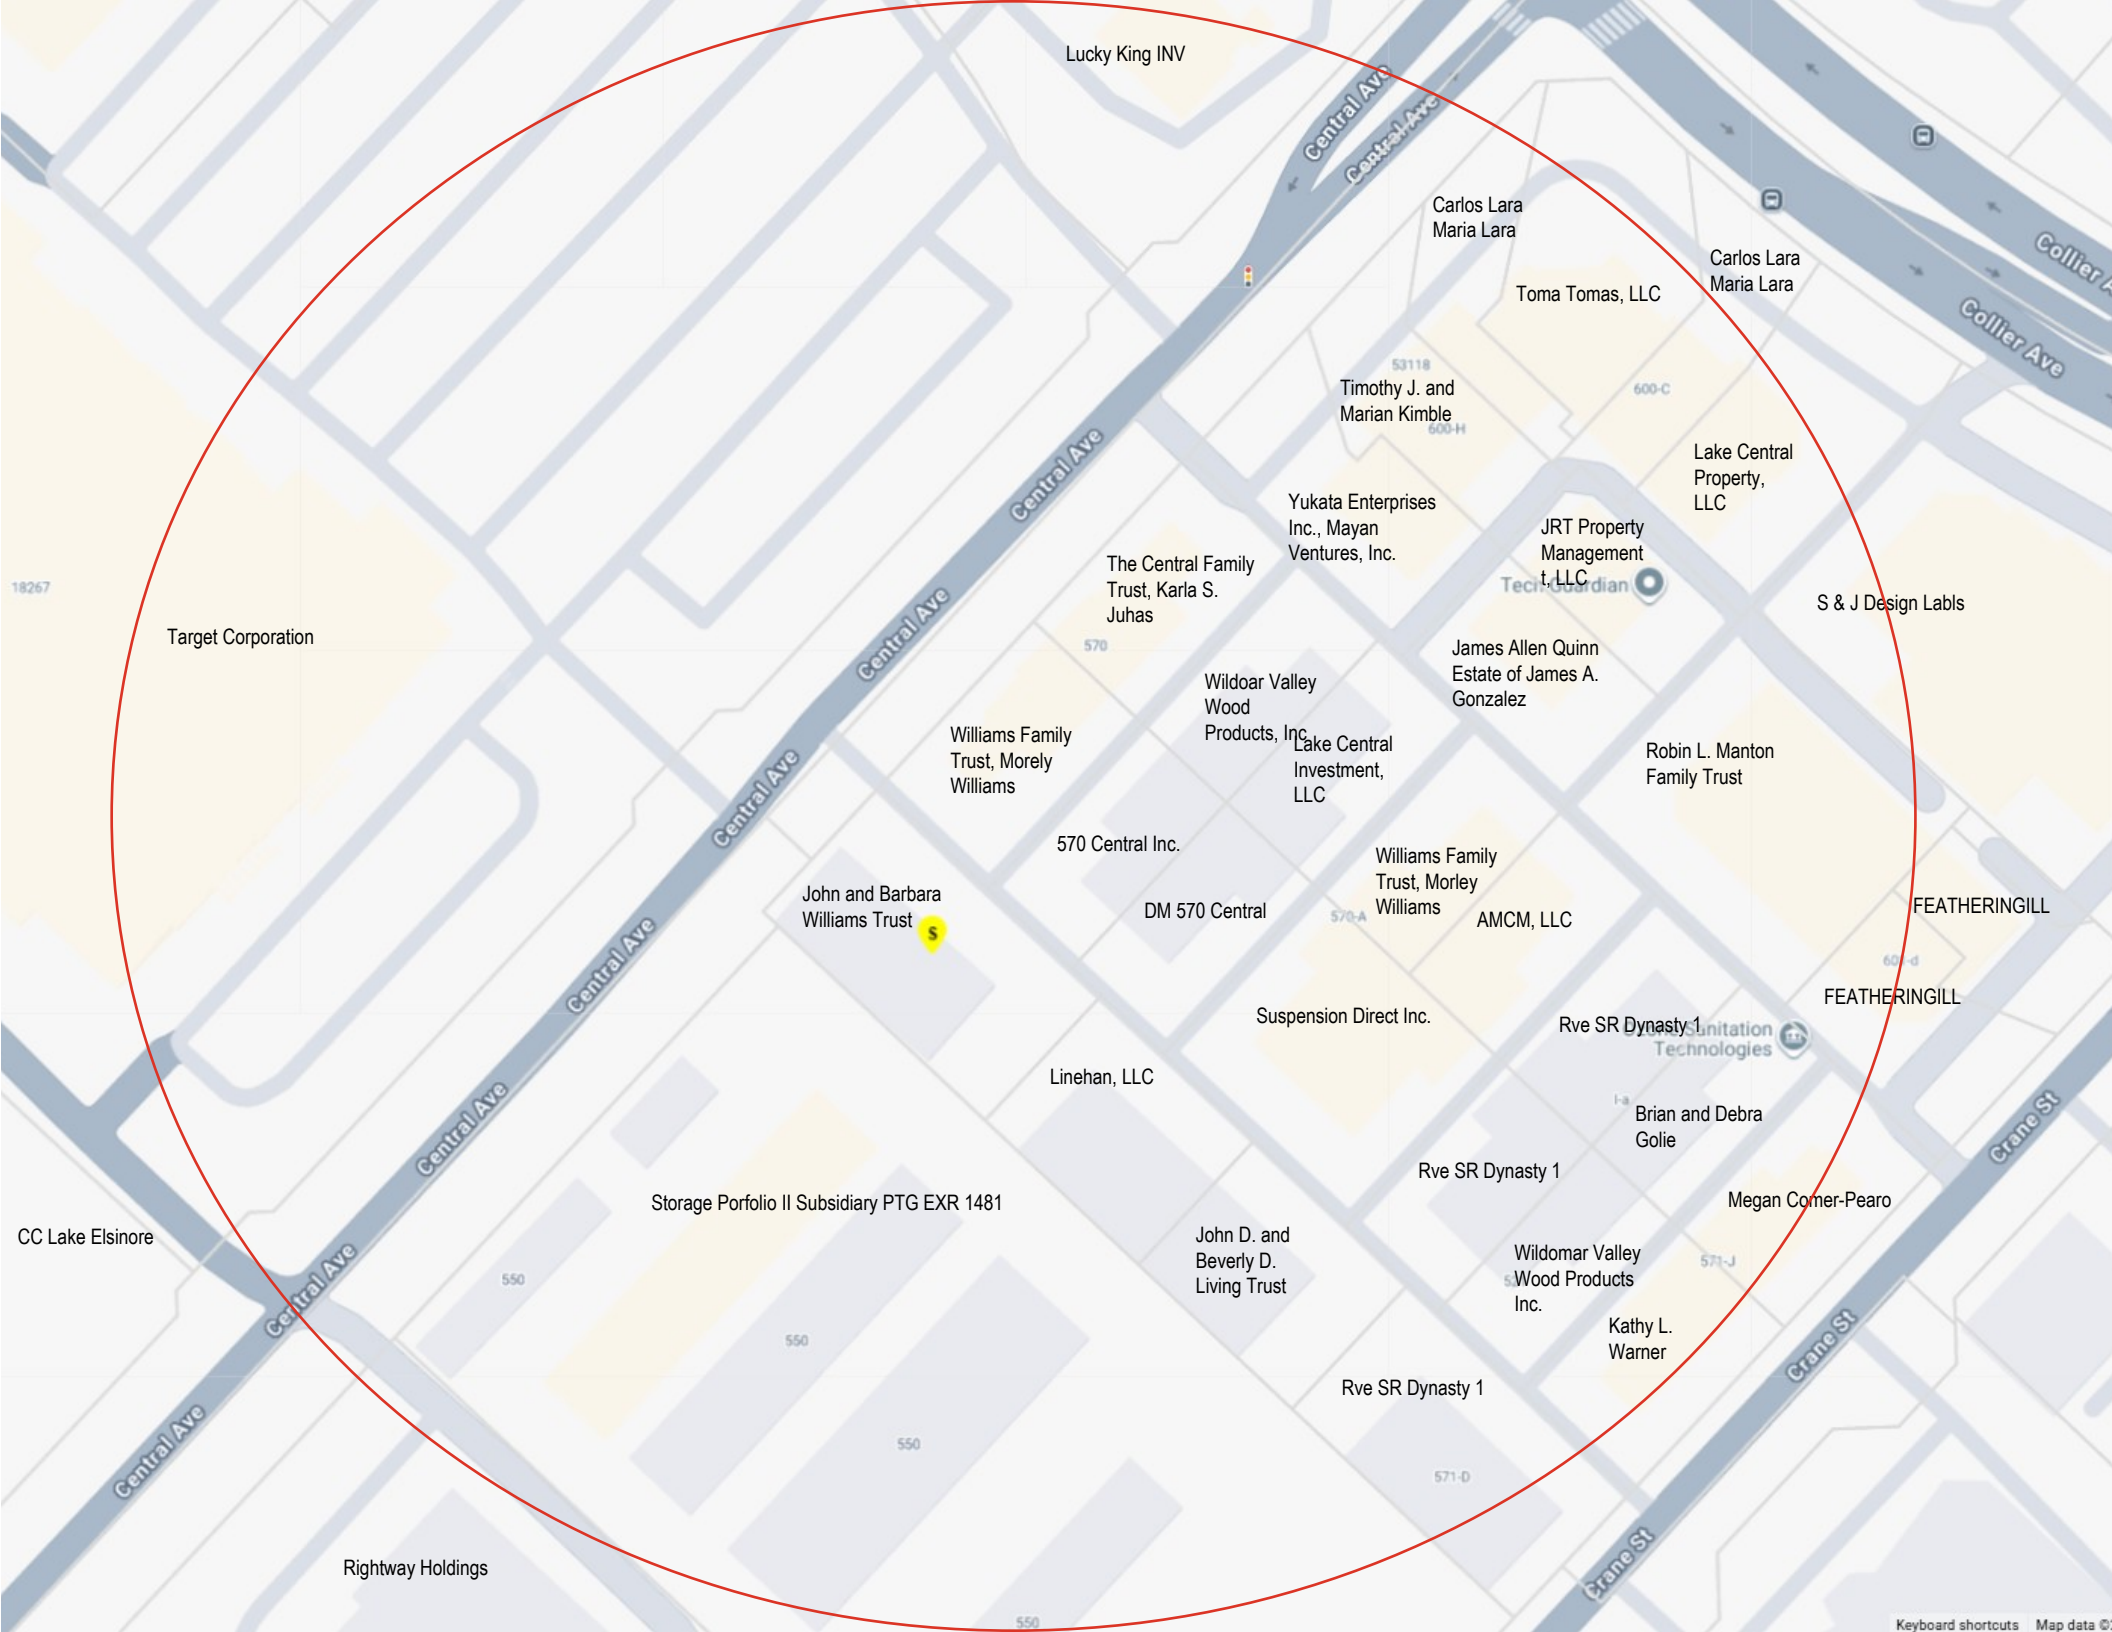 Lucky King INV
Central Ave
Central Ave
Carlos Lara
Maria Lara
Carlos Lara
Maria Lara
Collier A
Collier Ave
Toma Tomas, LLC
53118
Timothy J. and
Marian Kimble
600-H
600-C
Lake Central
Property,
LLC
Central Ave
Yukata Enterprises
Inc., Mayan
Ventures, Inc.
JRT Property
Management
t, LLC
Guardian
The Central Family
Trust, Karla S.
Juhas
570
18267
Target Corporation
Central Ave
S & J Design Labls
James Allen Quinn
Estate of James A.
Gonzalez
Wildoar Valley
Wood
Products, Inc
Lake Central
Investment,
LLC
Williams Family
Trust, Morely
Williams
Robin L. Manton
Family Trust
Central Ave
570 Central Inc.
Williams Family
Trust, Morley
Williams
570-A
AMCM, LLC
DM 570 Central
John and Barbara
Williams Trust
S
FEATHERINGILL
FEATHERINGILL
Central Ave
Suspension Direct Inc.
Rve SR Dynasty 1
Sanitation
Technologies
Linehan, LLC
I-a
Brian and Debra
Golie
Central Ave
Crane St
Rve SR Dynasty 1
Megan Comer-Pearo
Storage Porfolio II Subsidiary PTG EXR 1481
CC Lake Elsinore
John D. and
Beverly D.
Living Trust
Wildomar Valley
Wood Products
Inc.
571-J
550
Central Ave
550
Kathy L.
Warner
Crane St
Rve SR Dynasty 1
Central Ave
550
571-D
Rightway Holdings
Crane St
550
Keyboard shortcuts
Map data ©